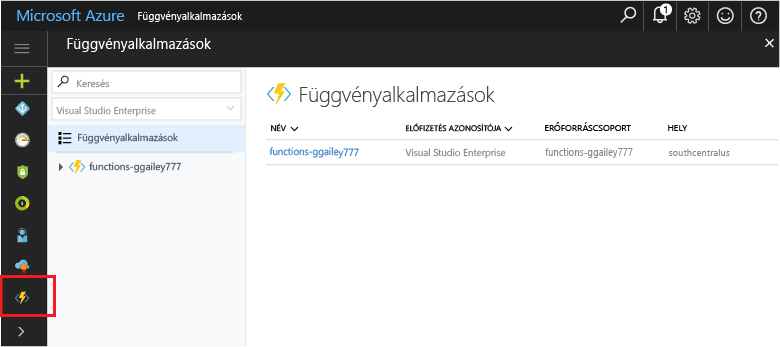 Microsoft Azure Függvényalkalmazások 1
Függvényalkalmazások
Keresés
Visual Studio Enterprise
Függvényalkalmazások
functions-ggailey777
Függvényalkalmazások
NÉV ELŐFIZETÉS AZONOSÍTÓJA ERŐFORRÁSCSOPORT HELY
functions-ggailey777 Visual Studio Enterprise functions-ggailey777 southcentralus